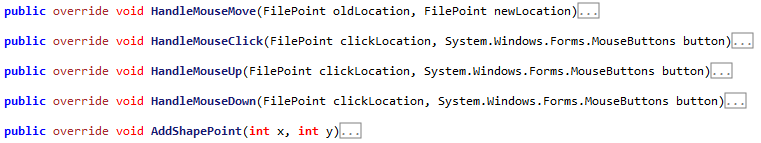 public override void HandleMouseMove(FilePoint oldLocation, FilePoint newLocation)...
public override void HandleMouseClick(FilePoint clickLocation, System.Windows.Forms.MouseButtons button)...
public override void HandleMouseUp(FilePoint clickLocation, System.Windows.Forms.MouseButtons button)...
public override void HandleMouseDown(FilePoint clickLocation, System.Windows.Forms.MouseButtons button)...
public override void AddShapePoint(int x, int y)...